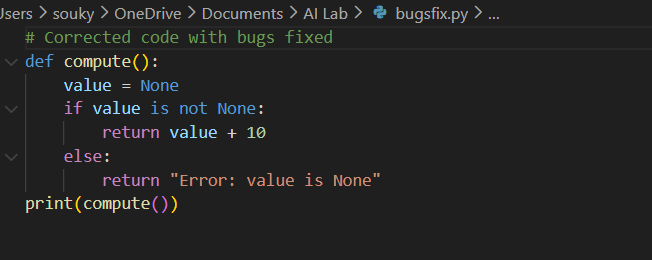 Users > souky > OneDrive > Documents > AI Lab > bugsfix.py > ...
# Corrected code with bugs fixed
def compute():
    value = None
    if value is not None:
        return value + 10
    else:
        return "Error: value is None"
print(compute())